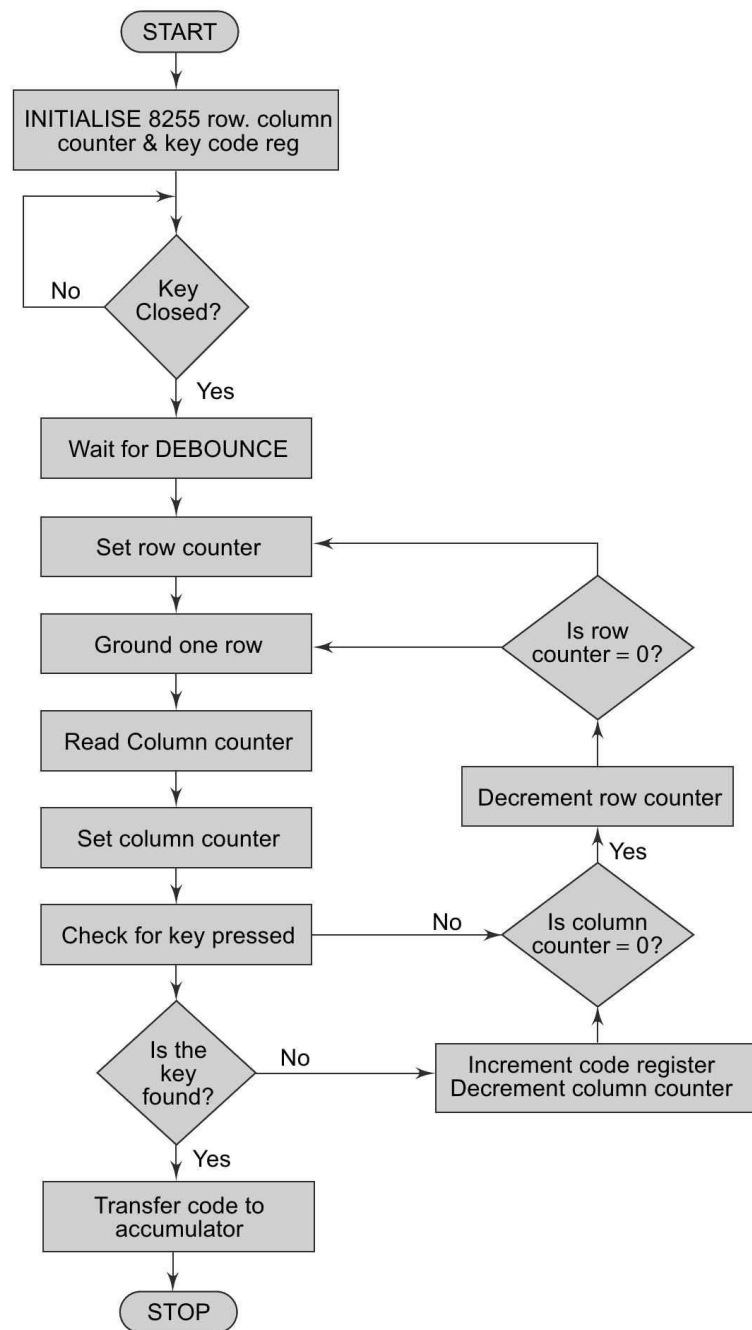 START
INITIALISE 8255 row. column
counter & key code reg
No
Key
Closed?
Yes
Wait for DEBOUNCE
Set row counter
Ground one row
Is row
counter = 0?
Read Column counter
Decrement row counter
Set column counter
Yes
Check for key pressed
No
Is column
counter = 0?
Is the
key
found?
No
Increment code register
Decrement column counter
Yes
Transfer code to
accumulator
STOP